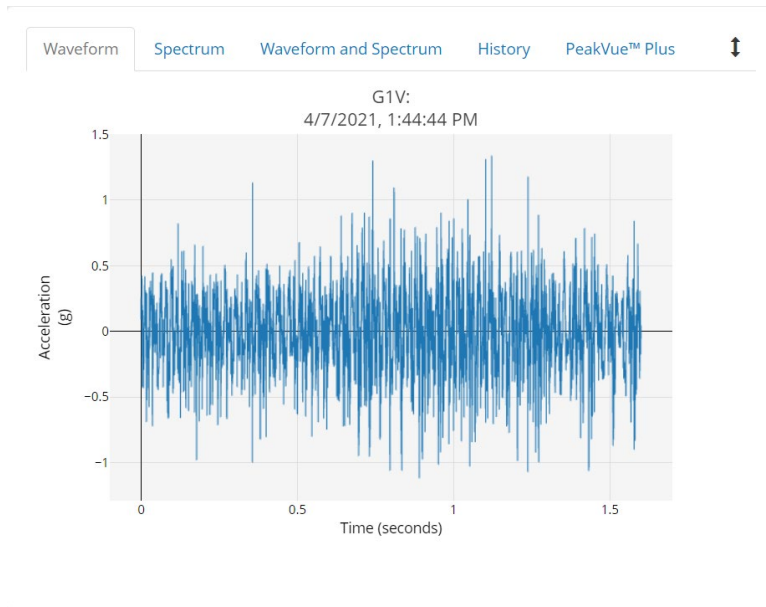 Waveform Spectrum Waveform and Spectrum History PeakVue™ Plus
G1V:
4/7/2021, 1:44:44 PM
1.5
1
0.5
0
−0.5
−1
Acceleration
(g)
0 0.5 1 1.5
Time (seconds)